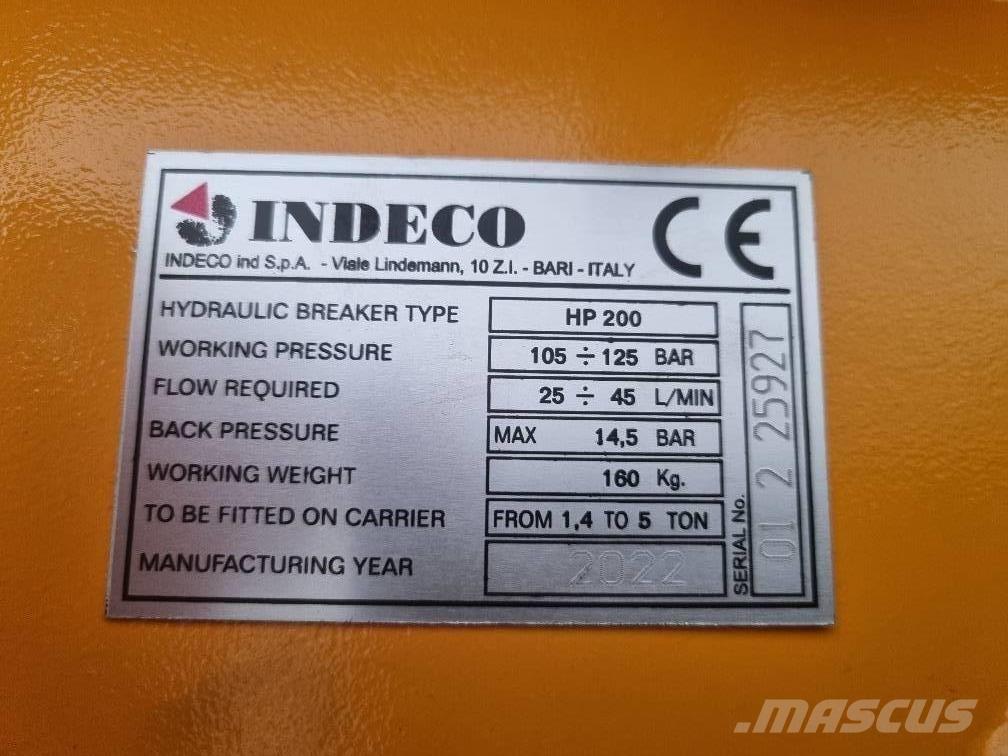 INDECO
CE
INDECO ind S.p.A. - Viale Lindemann, 10 Z.I. - BARI - ITALY
HYDRAULIC BREAKER TYPE HP 200
WORKING PRESSURE 105 ÷ 125 BAR
FLOW REQUIRED 25 ÷ 45 L/MIN
BACK PRESSURE MAX 14,5 BAR
WORKING WEIGHT 160 Kg.
TO BE FITTED ON CARRIER FROM 1,4 TO 5 TON
MANUFACTURING YEAR 2022
SERIAL No. 01 2 25927
.MASCUS